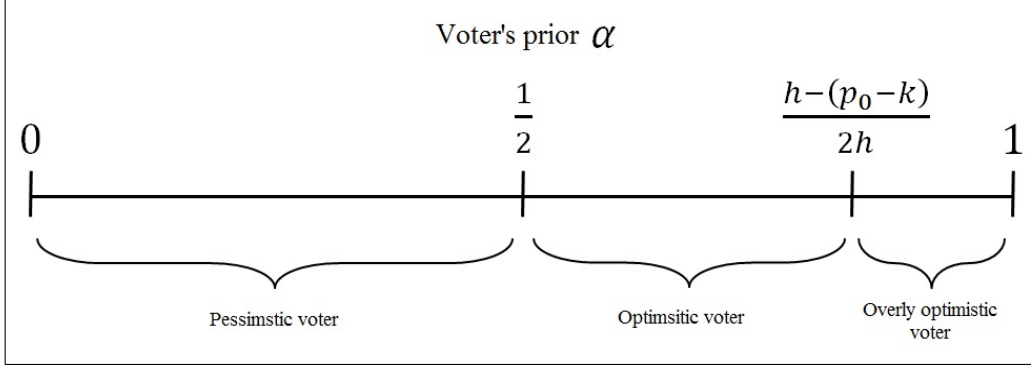 Voter's prior α
0
1/2
h−(p₀−k)/2h
1
Pessimstic voter
Optimsitic voter
Overly optimistic
voter